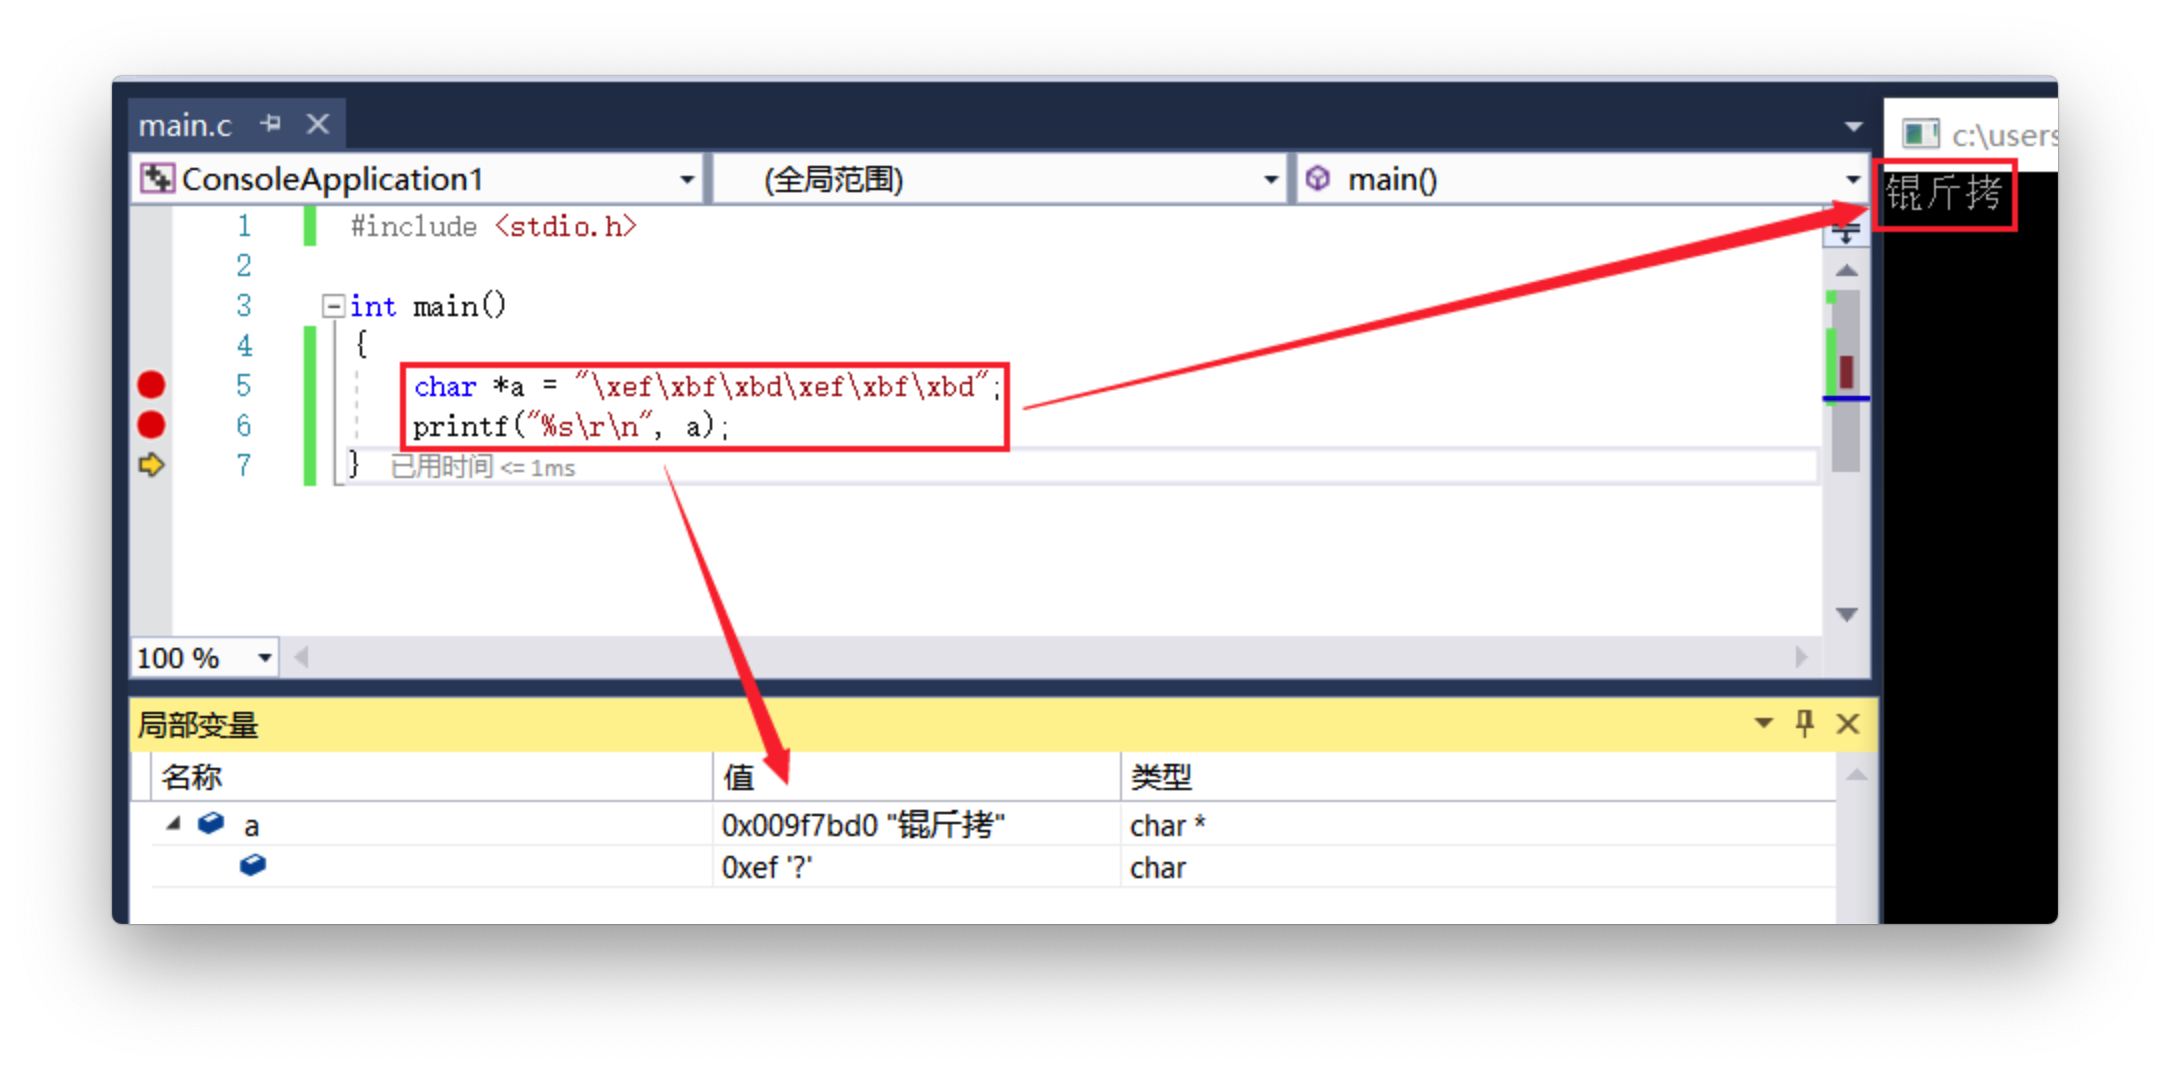 main.c
c:\users
ConsoleApplication1 (全局范围) main()
锟斤拷
1 #include <stdio.h>
2
3 int main()
4 {
5 char *a = "\xef\xbf\xbd\xef\xbf\xbd";
6 printf("%s\r\n", a);
7 } 已用时间 <= 1ms
100 %
局部变量
名称 值 类型
a 0x009f7bd0 "锟斤拷" char *
0xef '?' char